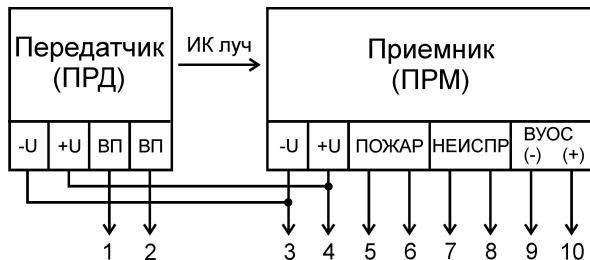 Передатчик
(ПРД)
ИК луч
Приемник
(ПРМ)
-U +U ВП ВП
-U +U ПОЖАР НЕИСПР ВУОС
(-) (+)
1 2 3 4 5 6 7 8 9 10